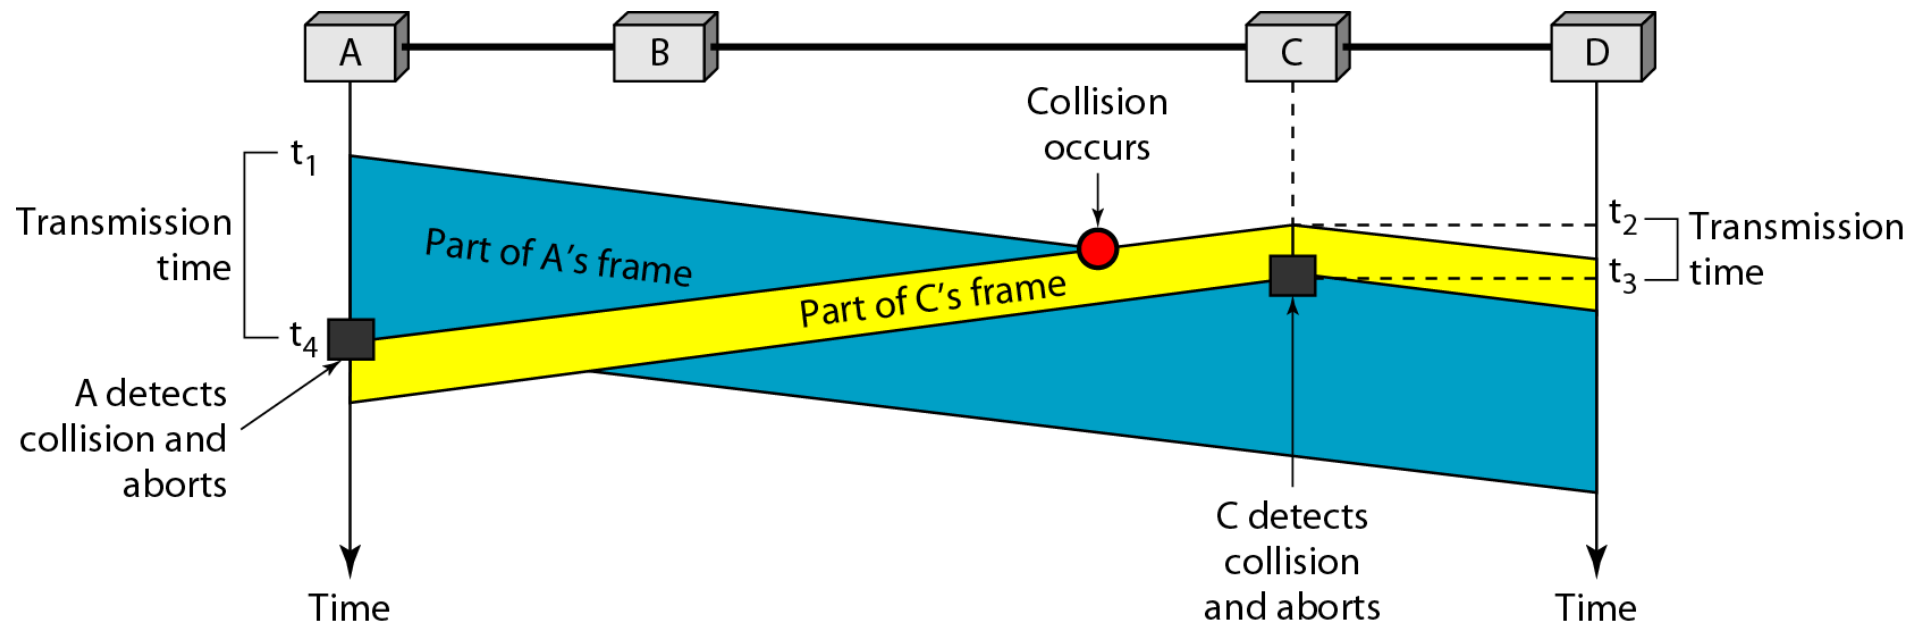 A
B
C
D
Collision
occurs
t1
t2
Transmission
time
Transmission
time
Part of A's frame
Part of C's frame
t3
t4
A detects
collision and
aborts
C detects
collision
and aborts
Time
Time